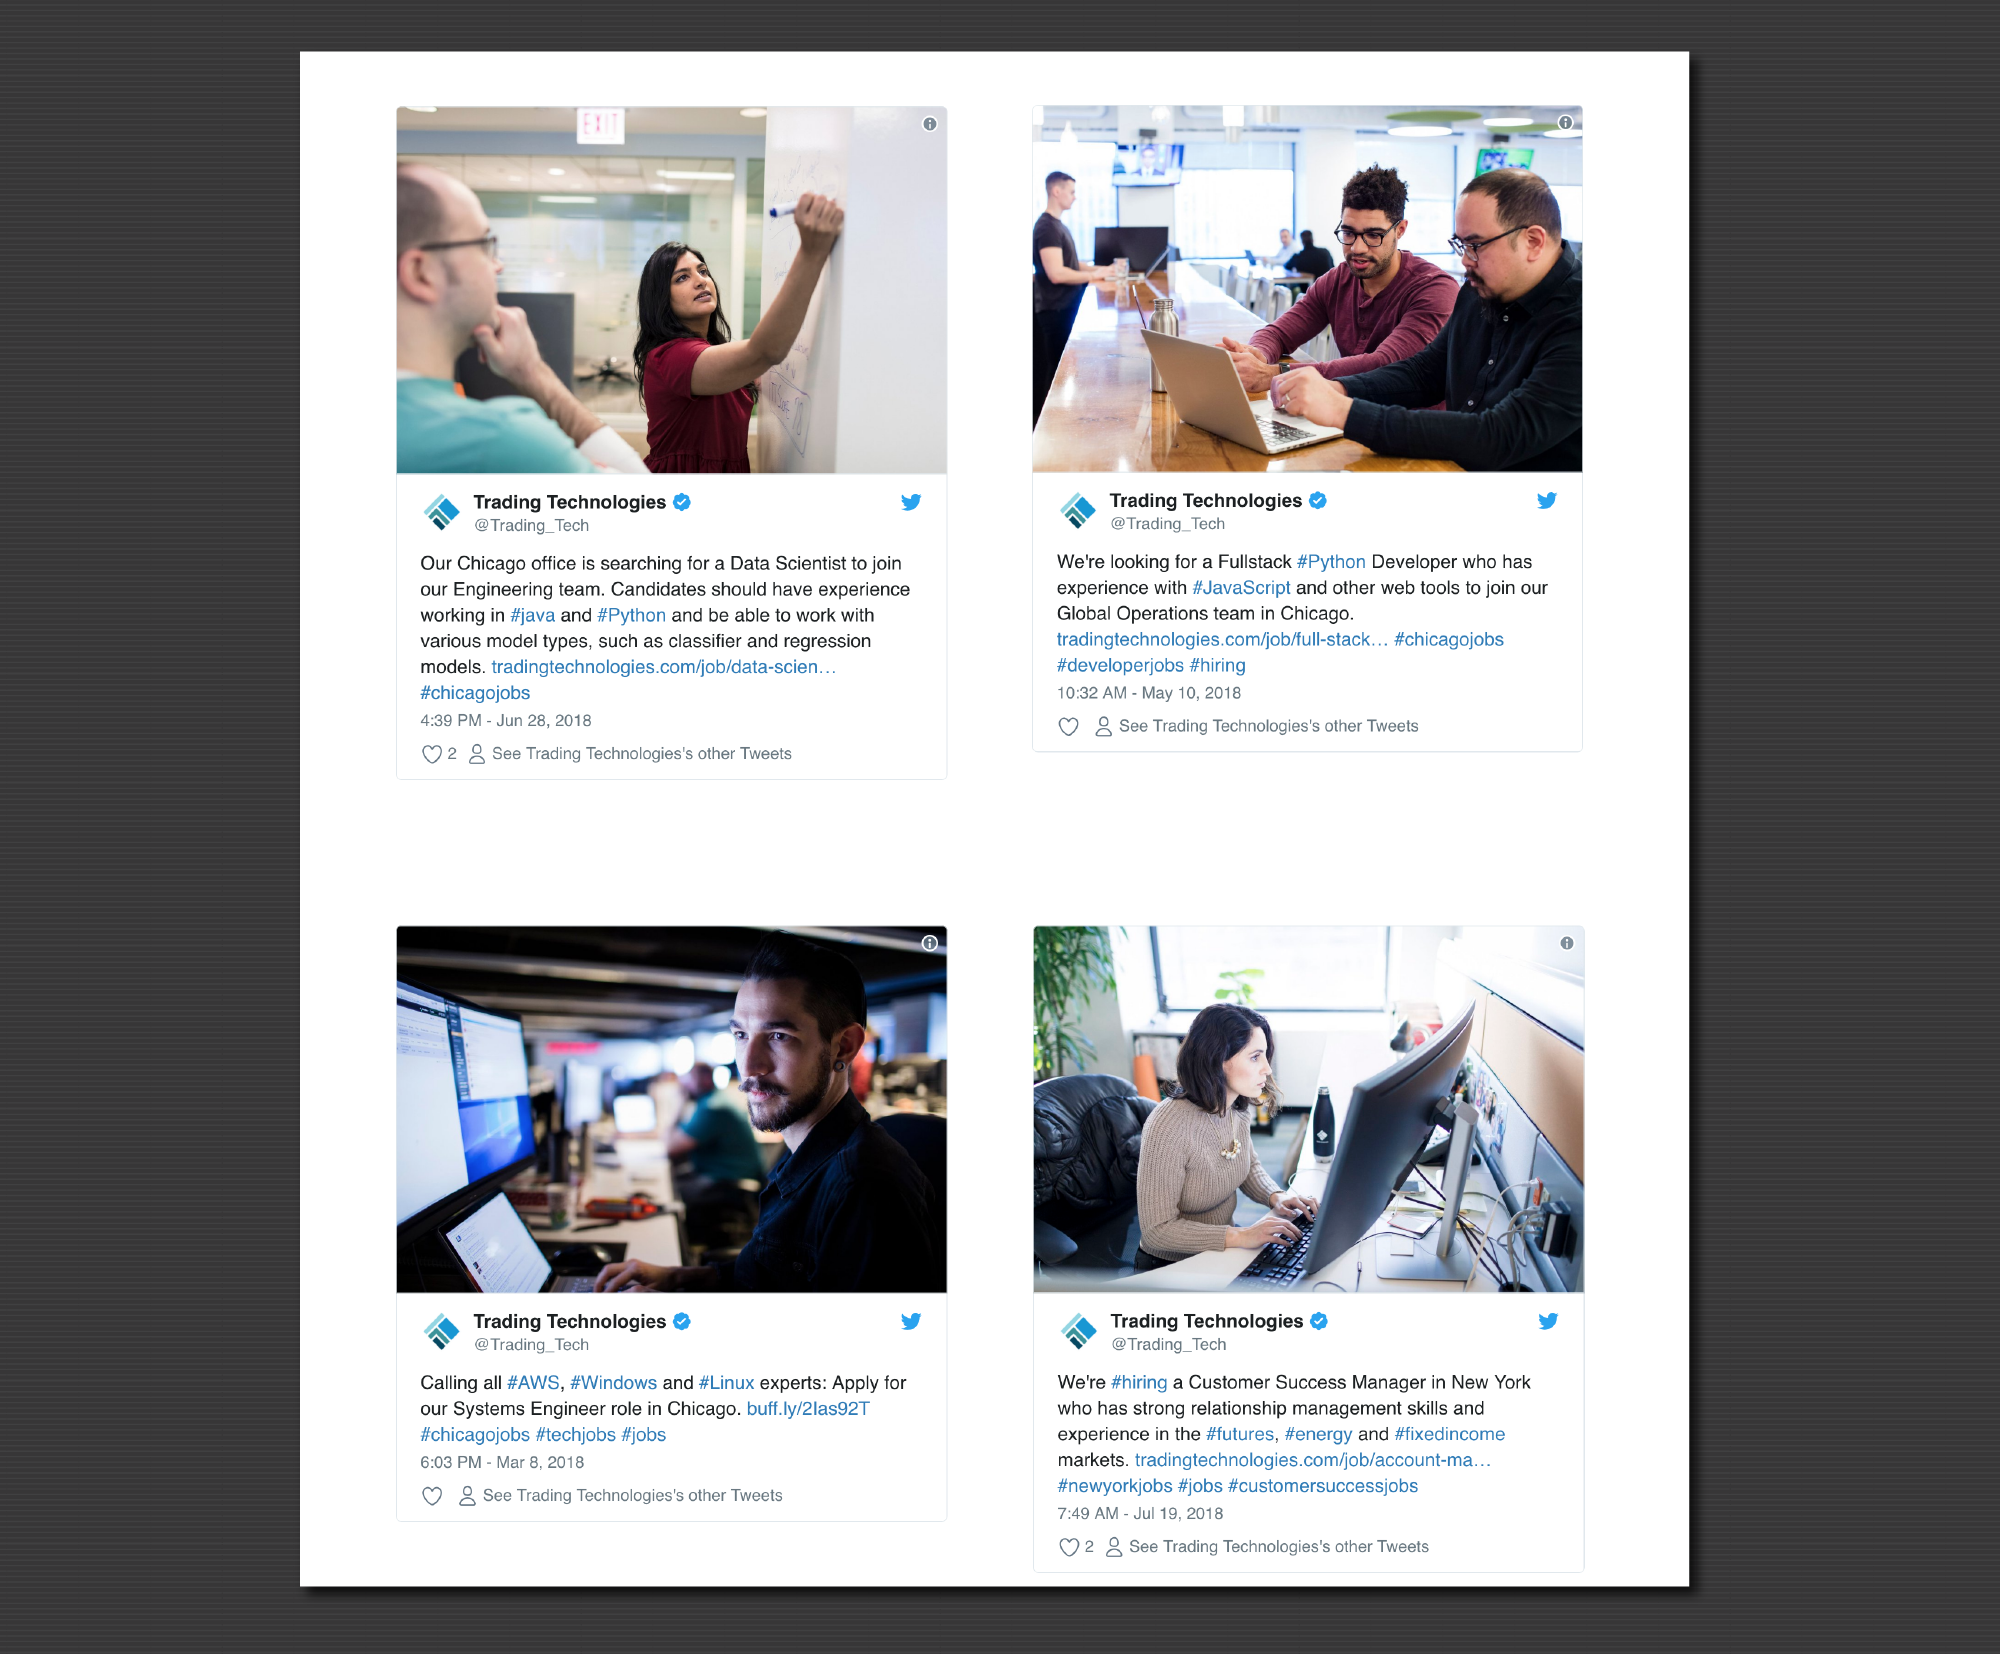 EXIT
Trading Technologies
@Trading_Tech
Our Chicago office is searching for a Data Scientist to join
our Engineering team. Candidates should have experience
working in #java and #Python and be able to work with
various model types, such as classifier and regression
models. tradingtechnologies.com/job/data-scien…
#chicagojobs
4:39 PM - Jun 28, 2018
2 See Trading Technologies's other Tweets
Trading Technologies
@Trading_Tech
We're looking for a Fullstack #Python Developer who has
experience with #JavaScript and other web tools to join our
Global Operations team in Chicago.
tradingtechnologies.com/job/full-stack… #chicagojobs
#developerjobs #hiring
10:32 AM - May 10, 2018
See Trading Technologies's other Tweets
Trading Technologies
@Trading_Tech
Calling all #AWS, #Windows and #Linux experts: Apply for
our Systems Engineer role in Chicago. buff.ly/2Ias92T
#chicagojobs #techjobs #jobs
6:03 PM - Mar 8, 2018
See Trading Technologies's other Tweets
Trading Technologies
@Trading_Tech
We're #hiring a Customer Success Manager in New York
who has strong relationship management skills and
experience in the #futures, #energy and #fixedincome
markets. tradingtechnologies.com/job/account-ma…
#newyorkjobs #jobs #customersuccessjobs
7:49 AM - Jul 19, 2018
2 See Trading Technologies's other Tweets